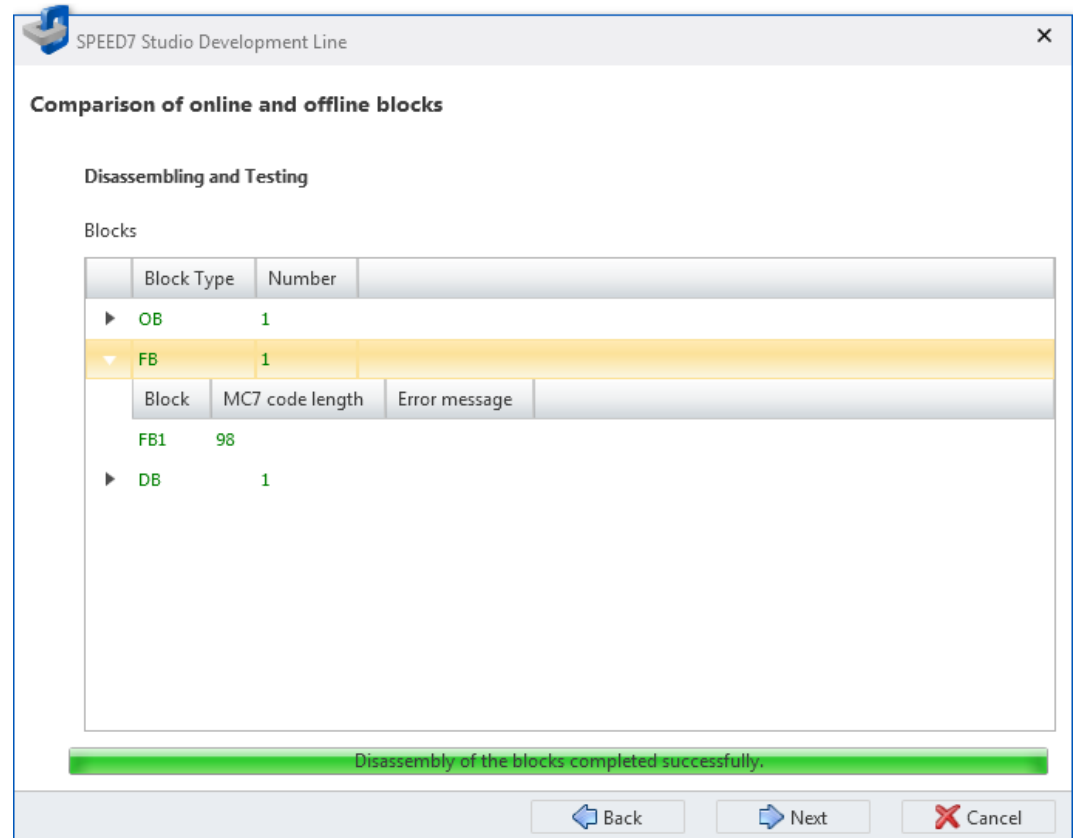 SPEED7 Studio Development Line
Comparison of online and offline blocks
Disassembling and Testing
Blocks
Block Type Number
OB 1
FB 1
Block MC7 code length Error message
FB1 98
DB 1
Disassembly of the blocks completed successfully.
Back Next Cancel